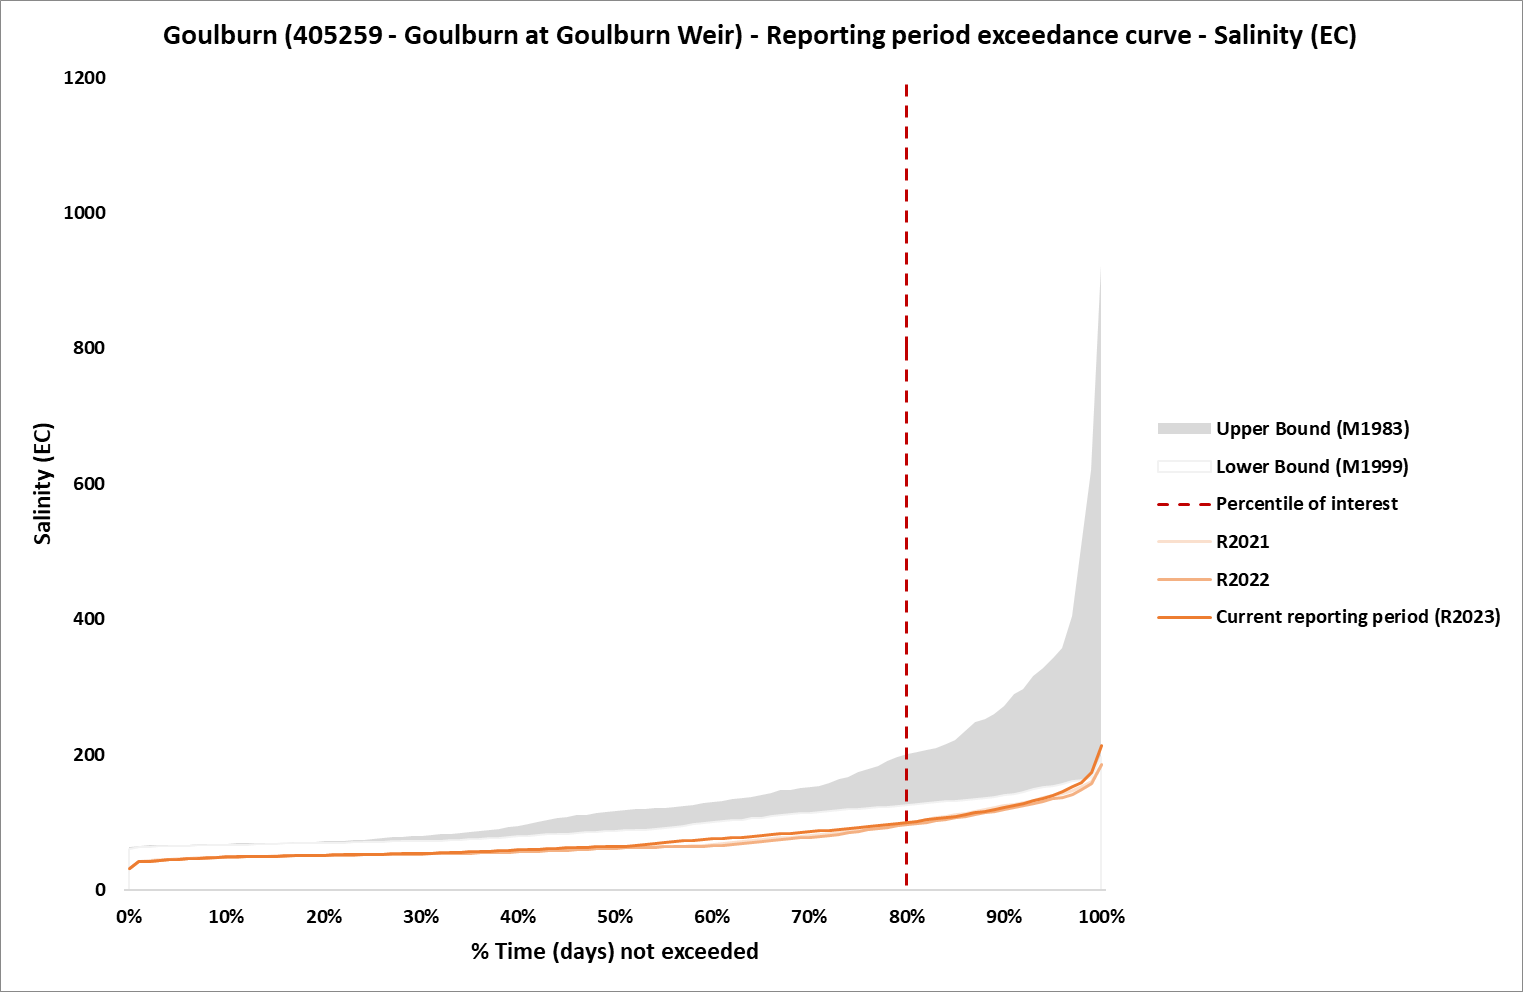 Goulburn (405259 - Goulburn at Goulburn Weir) - Reporting period exceedance curve - Salinity (EC)
1200
1000
800
600
400
200
0
Salinity (EC)
0% 10% 20% 30% 40% 50% 60% 70% 80% 90% 100%
% Time (days) not exceeded
Upper Bound (M1983)
Lower Bound (M1999)
Percentile of interest
R2021
R2022
Current reporting period (R2023)